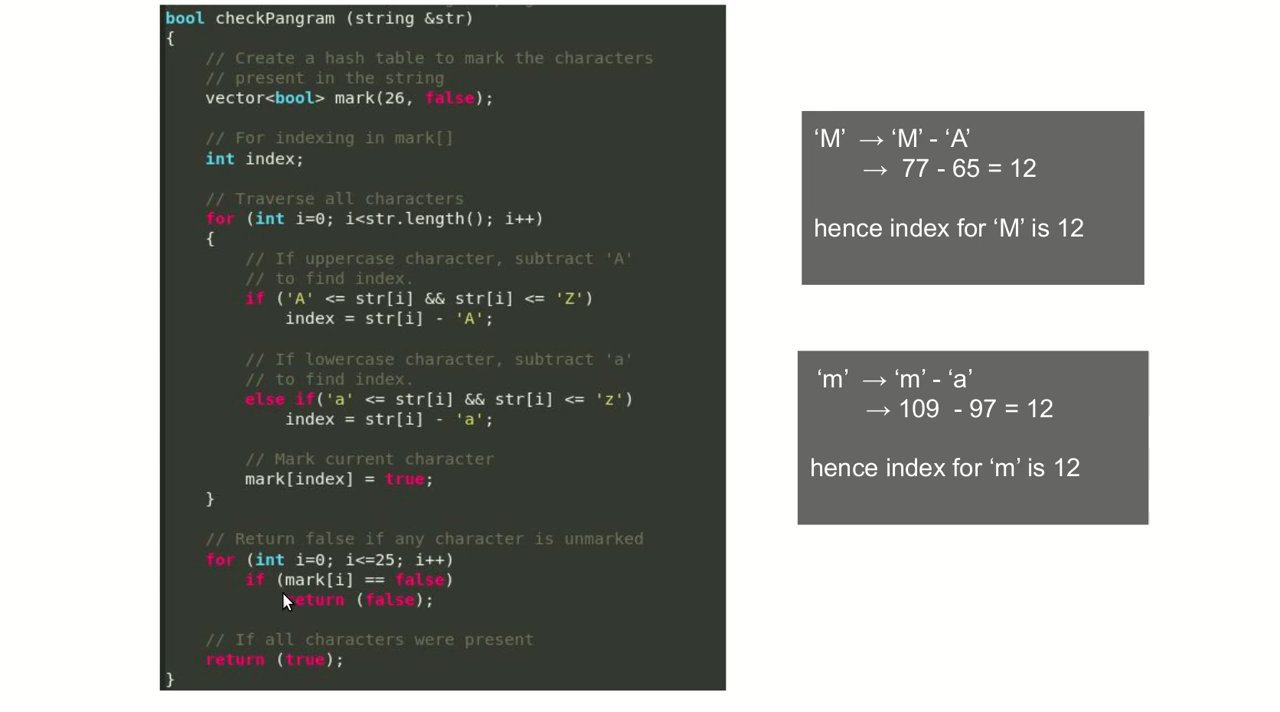 bool checkPangram (string &str)
{
    // Create a hash table to mark the characters
    // present in the string
    vector<bool> mark(26, false);
    // For indexing in mark[]
    int index;
    // Traverse all characters
    for (int i=0; i<str.length(); i++)
    {
        // If uppercase character, subtract 'A'
        // to find index.
        if ('A' <= str[i] && str[i] <= 'Z')
            index = str[i] - 'A';
        // If lowercase character, subtract 'a'
        // to find index.
        else if('a' <= str[i] && str[i] <= 'z')
            index = str[i] - 'a';
        // Mark current character
        mark[index] = true;
    }
    // Return false if any character is unmarked
    for (int i=0; i<=25; i++)
        if (mark[i] == false)
            return (false);
    // If all characters were present
    return (true);
}
‘M’ → ‘M’ - ‘A’
→ 77 - 65 = 12
hence index for ‘M’ is 12
‘m’ → ‘m’ - ‘a’
→ 109 - 97 = 12
hence index for ‘m’ is 12